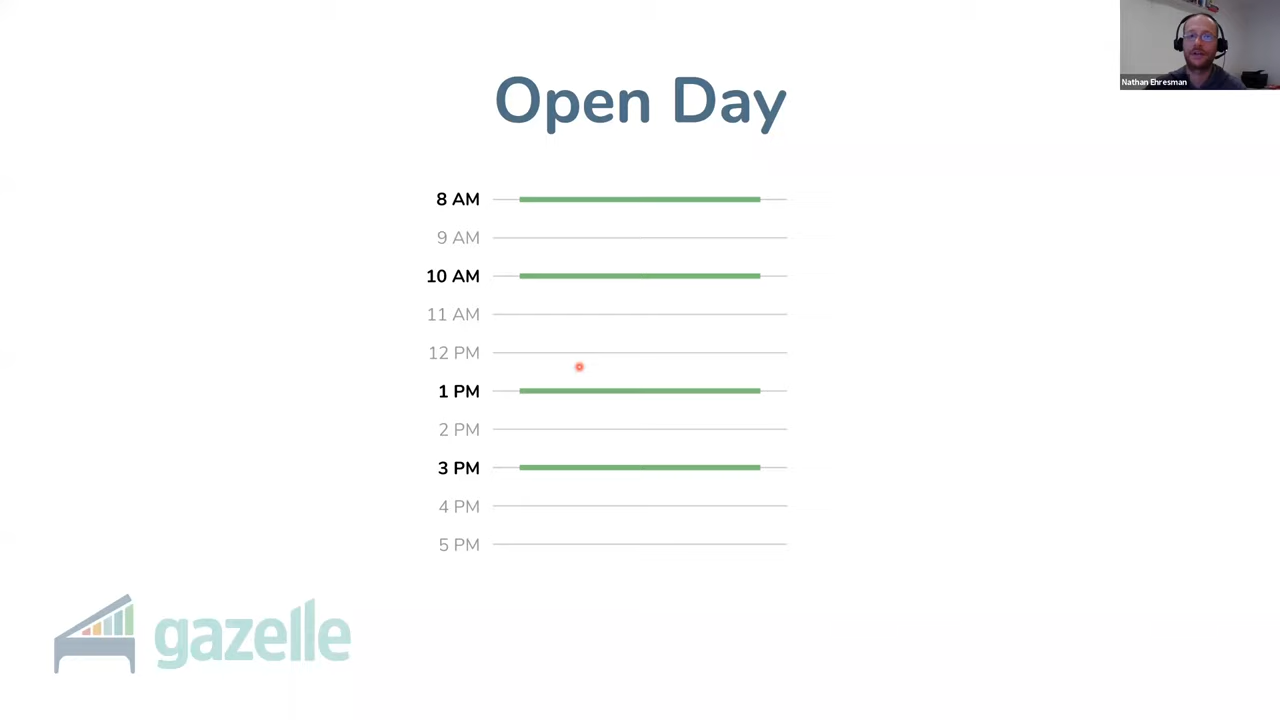 Nathan Ehresman
Open Day
8 AM
9 AM
10 AM
11 AM
12 PM
1 PM
2 PM
3 PM
4 PM
5 PM
gazelle